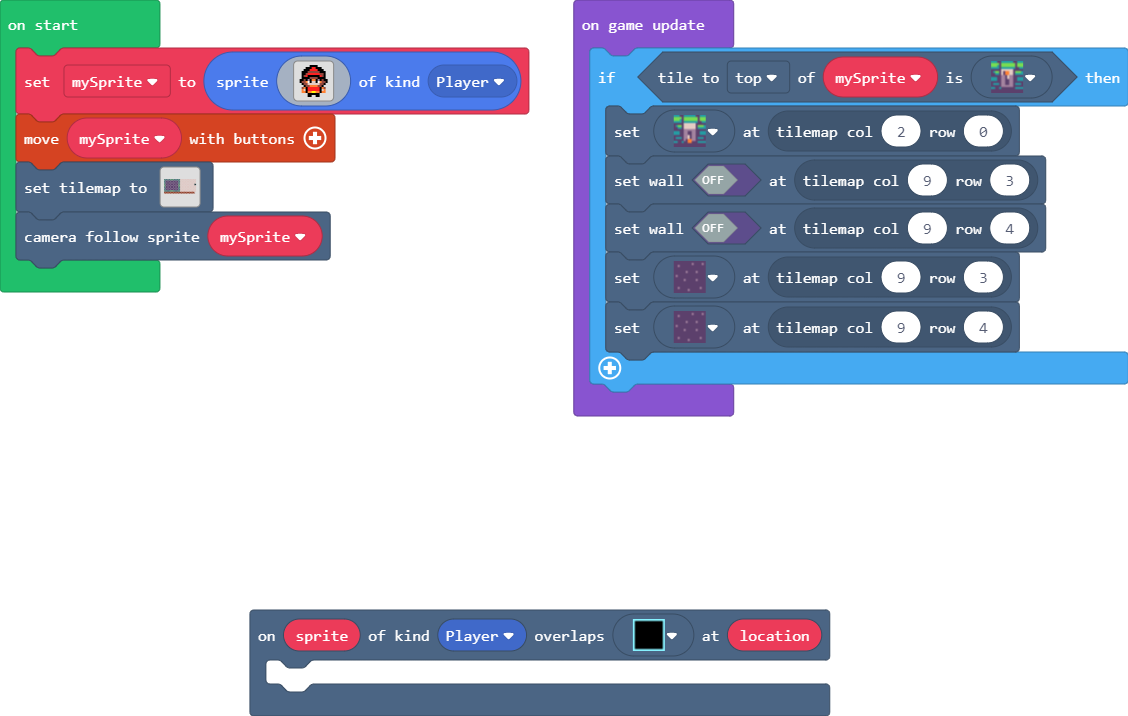 on start
set mySprite to sprite of kind Player
move mySprite with buttons
set tilemap to
camera follow sprite mySprite
on game update
if tile to top of mySprite is then
set at tilemap col 2 row 0
set wall OFF at tilemap col 9 row 3
set wall OFF at tilemap col 9 row 4
set at tilemap col 9 row 3
set at tilemap col 9 row 4
on sprite of kind Player overlaps at location